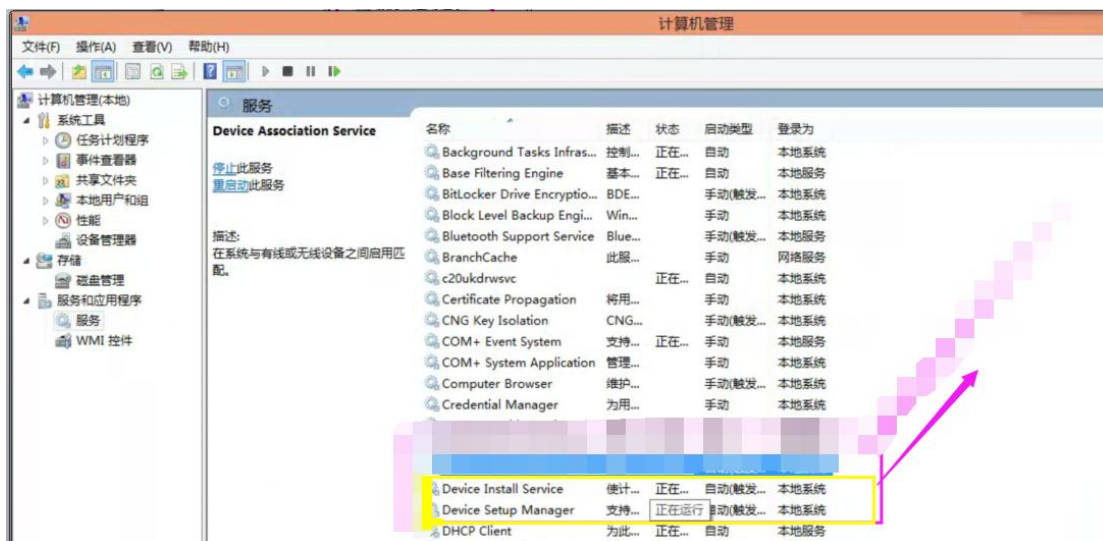 计算机管理
文件(F) 操作(A) 查看(V) 帮助(H)
计算机管理(本地)
系统工具
任务计划程序
事件查看器
共享文件夹
本地用户和组
性能
设备管理器
存储
磁盘管理
服务和应用程序
服务
WMI 控件
服务
Device Association Service
停止此服务
重启动此服务
描述:
在系统与有线或无线设备之间启用匹
配。
名称 描述 状态 启动类型 登录为
Background Tasks Infras... 控制... 正在... 自动 本地系统
Base Filtering Engine 基本... 正在... 自动 本地服务
BitLocker Drive Encryptio... BDE... 手动(触发... 本地系统
Block Level Backup Engi... Win... 手动 本地系统
Bluetooth Support Service Blue... 手动(触发... 本地服务
BranchCache 此服... 手动 网络服务
c20ukdrwsvc 正在... 自动 本地系统
Certificate Propagation 将用... 手动 本地系统
CNG Key Isolation CNG... 手动(触发... 本地系统
COM+ Event System 支持... 正在... 自动 本地服务
COM+ System Application 管理... 手动 本地系统
Computer Browser 维护... 手动(触发... 本地系统
Credential Manager 为用... 手动 本地系统
Device Install Service 使计... 正在... 自动(触发... 本地系统
Device Setup Manager 支持... 正在运行 自动(触发... 本地系统
DHCP Client 为此... 正在... 自动 本地服务